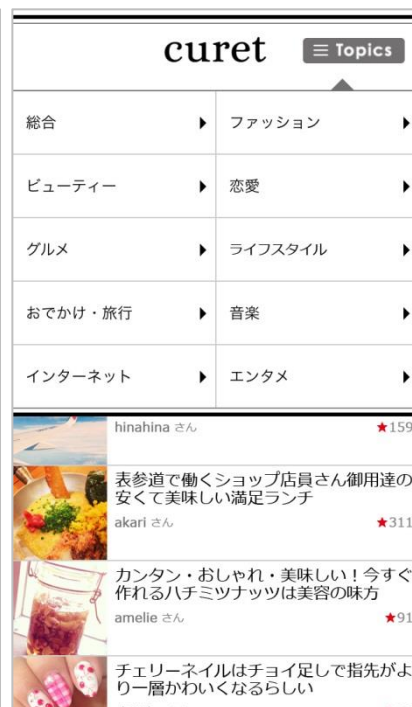 curet
Topics
総合
ファッション
ビューティー
恋愛
グルメ
ライフスタイル
おでかけ・旅行
音楽
インターネット
エンタメ
hinahina さん ★159
表参道で働くショップ店員さん御用達の
安くて美味しい満足ランチ
akari さん ★311
カンタン・おしゃれ・美味しい！今すぐ
作れるハチミツナッツは美容の味方
amelie さん ★91
チェリーネイルはチョイ足しで指先がよ
り一層かわいくなるらしい